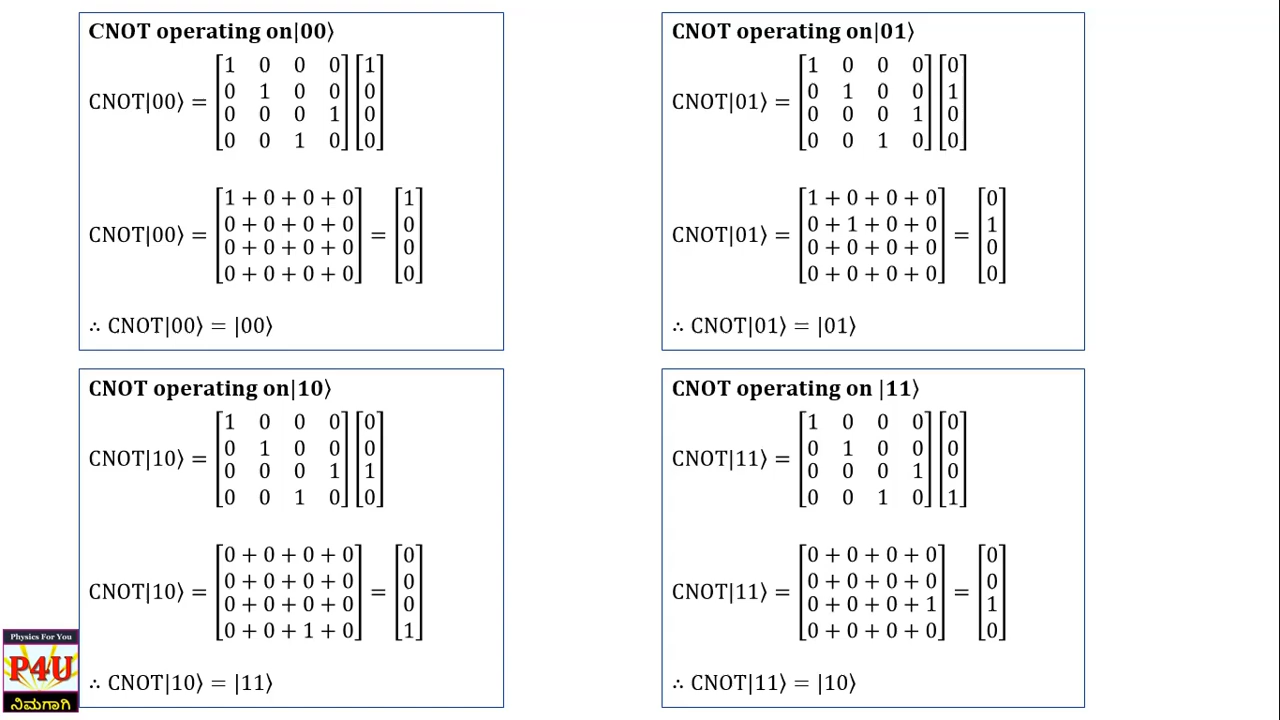 CNOT operating on|00⟩
CNOT|00⟩ = [1 0 0 0; 0 1 0 0; 0 0 0 1; 0 0 1 0] [1; 0; 0; 0]
CNOT|00⟩ = [1 + 0 + 0 + 0; 0 + 0 + 0 + 0; 0 + 0 + 0 + 0; 0 + 0 + 0 + 0] = [1; 0; 0; 0]
∴ CNOT|00⟩ = |00⟩
CNOT operating on|01⟩
CNOT|01⟩ = [1 0 0 0; 0 1 0 0; 0 0 0 1; 0 0 1 0] [0; 1; 0; 0]
CNOT|01⟩ = [1 + 0 + 0 + 0; 0 + 1 + 0 + 0; 0 + 0 + 0 + 0; 0 + 0 + 0 + 0] = [0; 1; 0; 0]
∴ CNOT|01⟩ = |01⟩
CNOT operating on|10⟩
CNOT|10⟩ = [1 0 0 0; 0 1 0 0; 0 0 0 1; 0 0 1 0] [0; 0; 1; 0]
CNOT|10⟩ = [0 + 0 + 0 + 0; 0 + 0 + 0 + 0; 0 + 0 + 0 + 0; 0 + 0 + 1 + 0] = [0; 0; 0; 1]
∴ CNOT|10⟩ = |11⟩
CNOT operating on |11⟩
CNOT|11⟩ = [1 0 0 0; 0 1 0 0; 0 0 0 1; 0 0 1 0] [0; 0; 0; 1]
CNOT|11⟩ = [0 + 0 + 0 + 0; 0 + 0 + 0 + 0; 0 + 0 + 0 + 1; 0 + 0 + 0 + 0] = [0; 0; 1; 0]
∴ CNOT|11⟩ = |10⟩
Physics For You
P4U
ನಿಮಗಾಗಿ